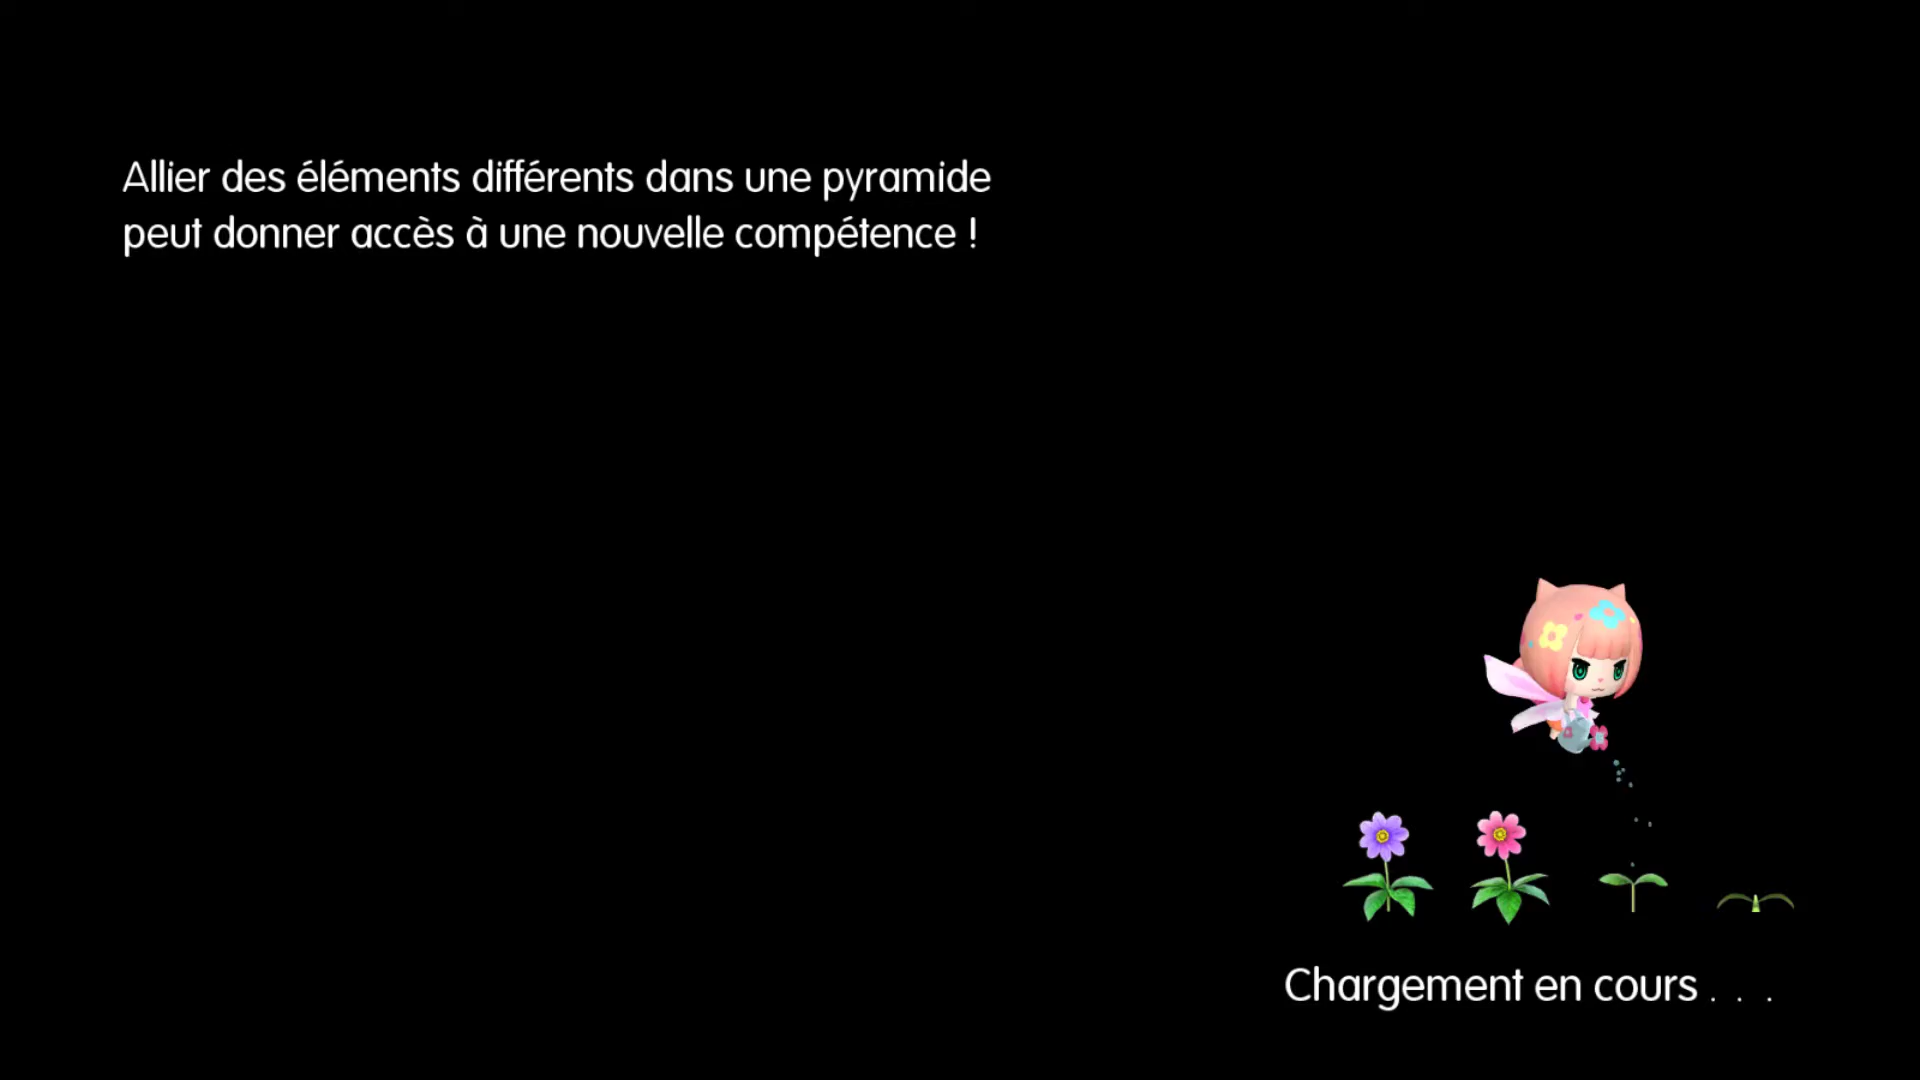 Allier des éléments différents dans une pyramide
peut donner accès à une nouvelle compétence !
Chargement en cours . . .